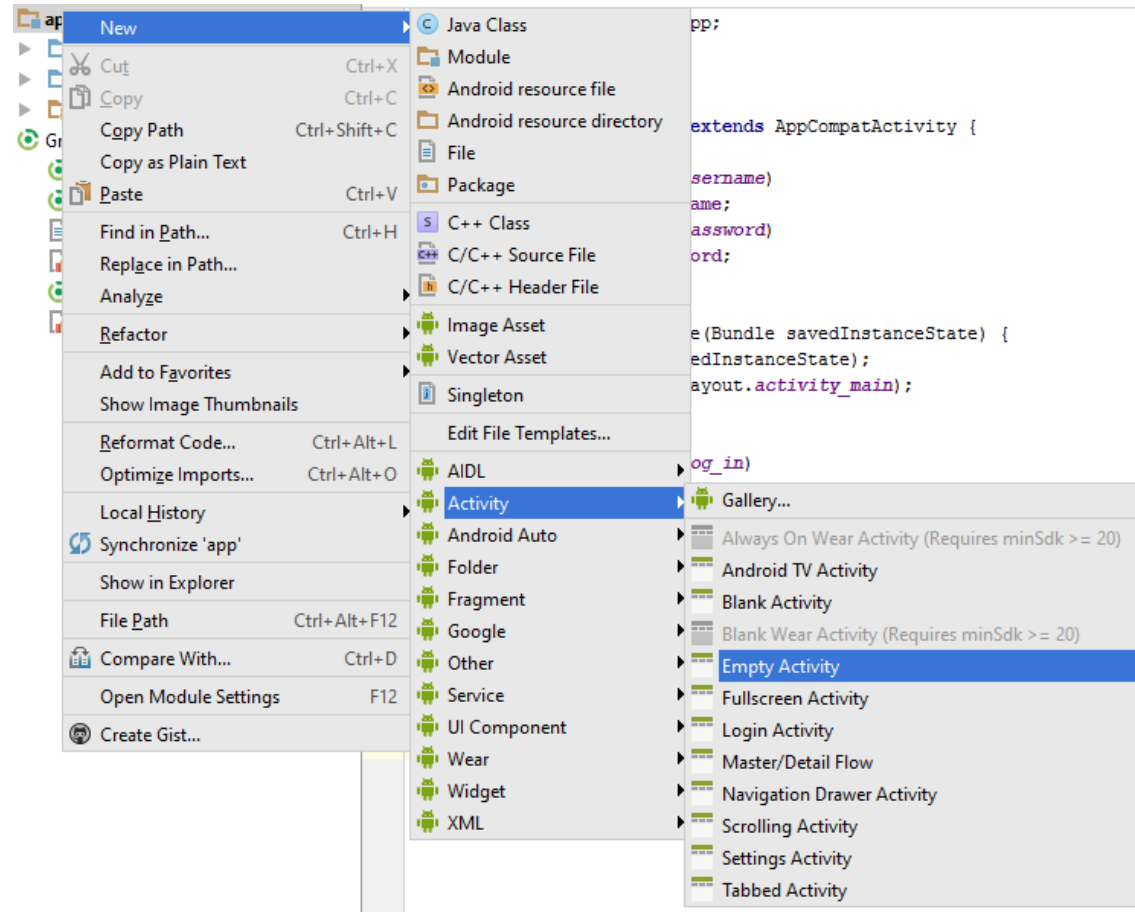 ap
New
Cut Ctrl+X
Copy Ctrl+C
Copy Path Ctrl+Shift+C
Copy as Plain Text
Paste Ctrl+V
Find in Path... Ctrl+H
Replace in Path...
Analyze
Refactor
Add to Favorites
Show Image Thumbnails
Reformat Code... Ctrl+Alt+L
Optimize Imports... Ctrl+Alt+O
Local History
Synchronize 'app'
Show in Explorer
File Path Ctrl+Alt+F12
Compare With... Ctrl+D
Open Module Settings F12
Create Gist...
Gr
Java Class
Module
Android resource file
Android resource directory
File
Package
C++ Class
C/C++ Source File
C/C++ Header File
Image Asset
Vector Asset
Singleton
Edit File Templates...
AIDL
Activity
Android Auto
Folder
Fragment
Google
Other
Service
UI Component
Wear
Widget
XML
pp;
extends AppCompatActivity {
sername)
ame;
assword)
ord;
e(Bundle savedInstanceState) {
edInstanceState);
ayout.activity_main);
og_in)
Gallery...
Always On Wear Activity (Requires minSdk >= 20)
Android TV Activity
Blank Activity
Blank Wear Activity (Requires minSdk >= 20)
Empty Activity
Fullscreen Activity
Login Activity
Master/Detail Flow
Navigation Drawer Activity
Scrolling Activity
Settings Activity
Tabbed Activity